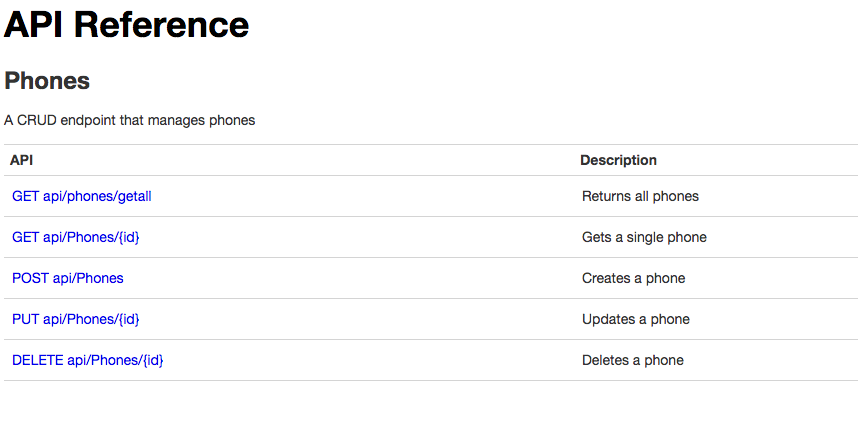 API Reference
Phones
A CRUD endpoint that manages phones
API Description
GET api/phones/getall Returns all phones
GET api/Phones/{id} Gets a single phone
POST api/Phones Creates a phone
PUT api/Phones/{id} Updates a phone
DELETE api/Phones/{id} Deletes a phone